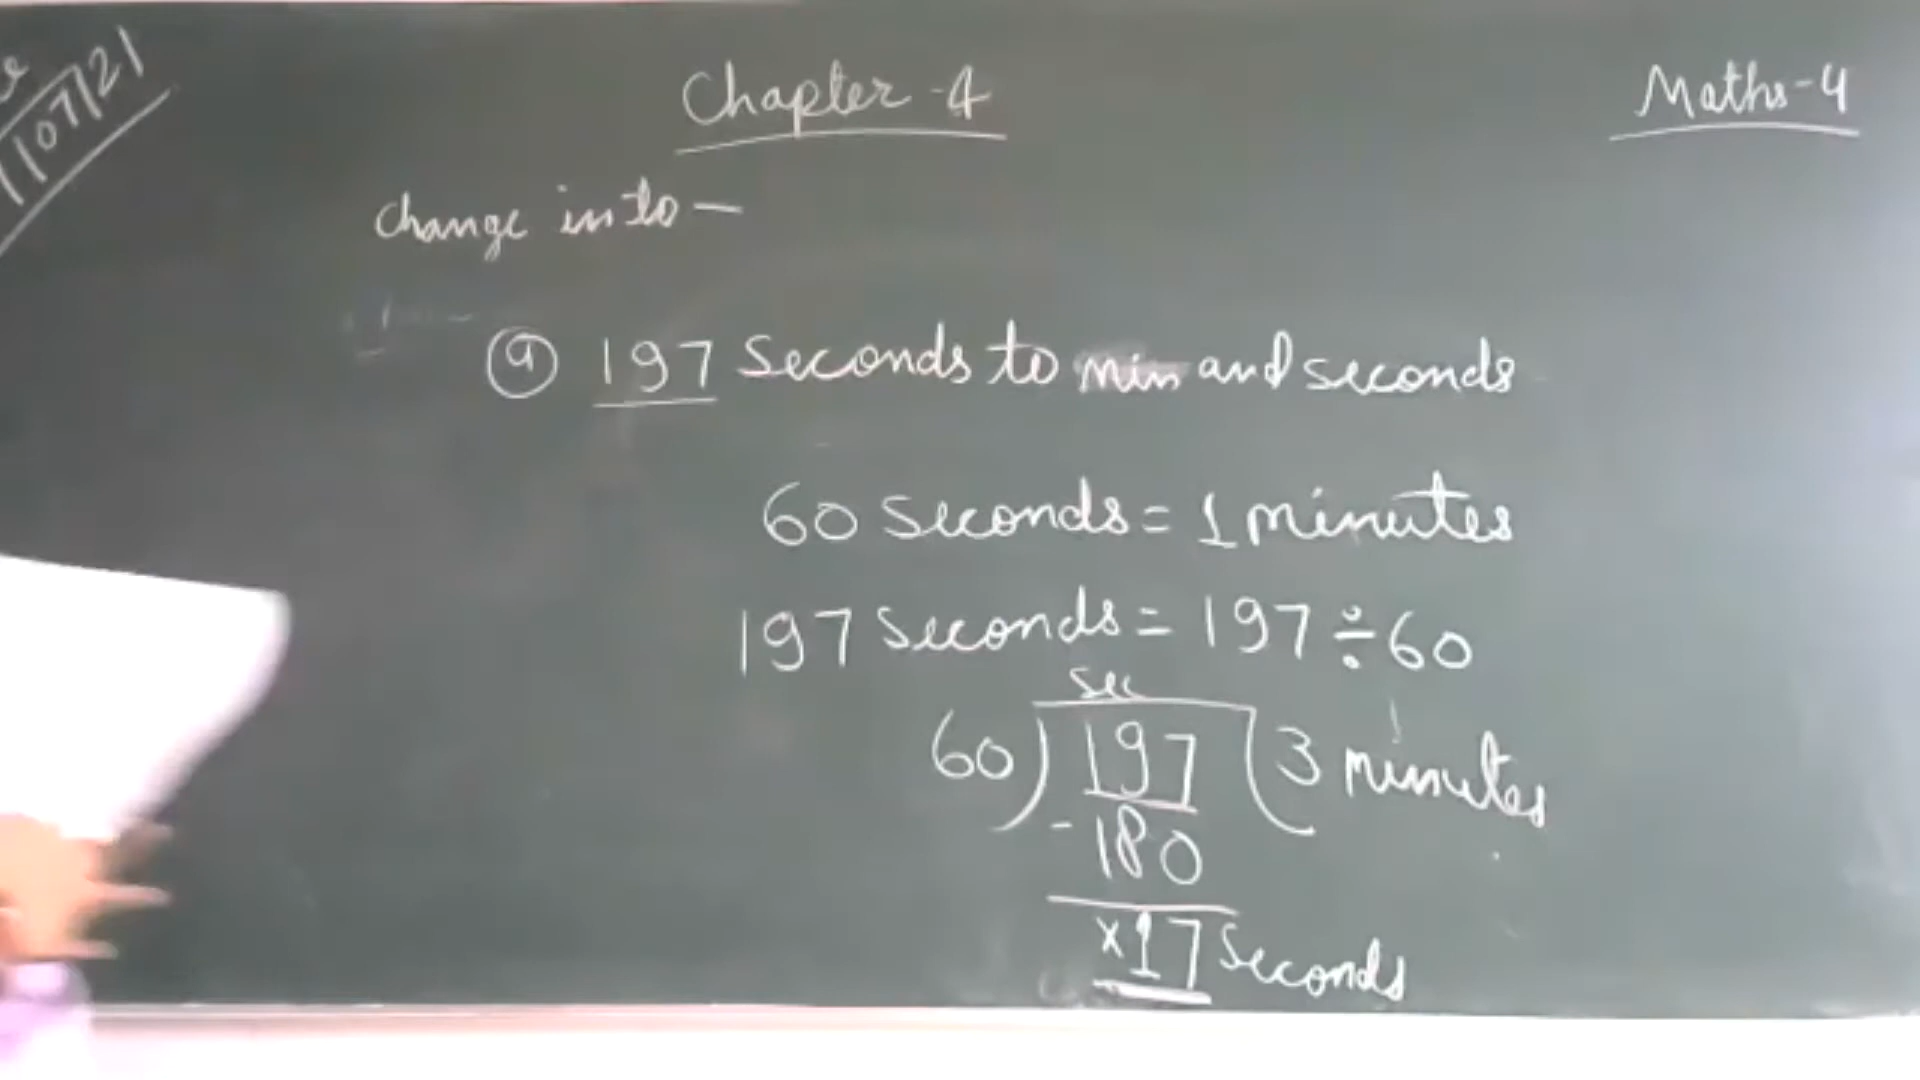 1/07/21
Chapter-4
Maths-4
Change into -
(a) 197 Seconds to min and seconds
60 Seconds = 1 minutes
197 Seconds = 197 ÷ 60
sec
60) 197 (3 minutes
-180
×17 Seconds